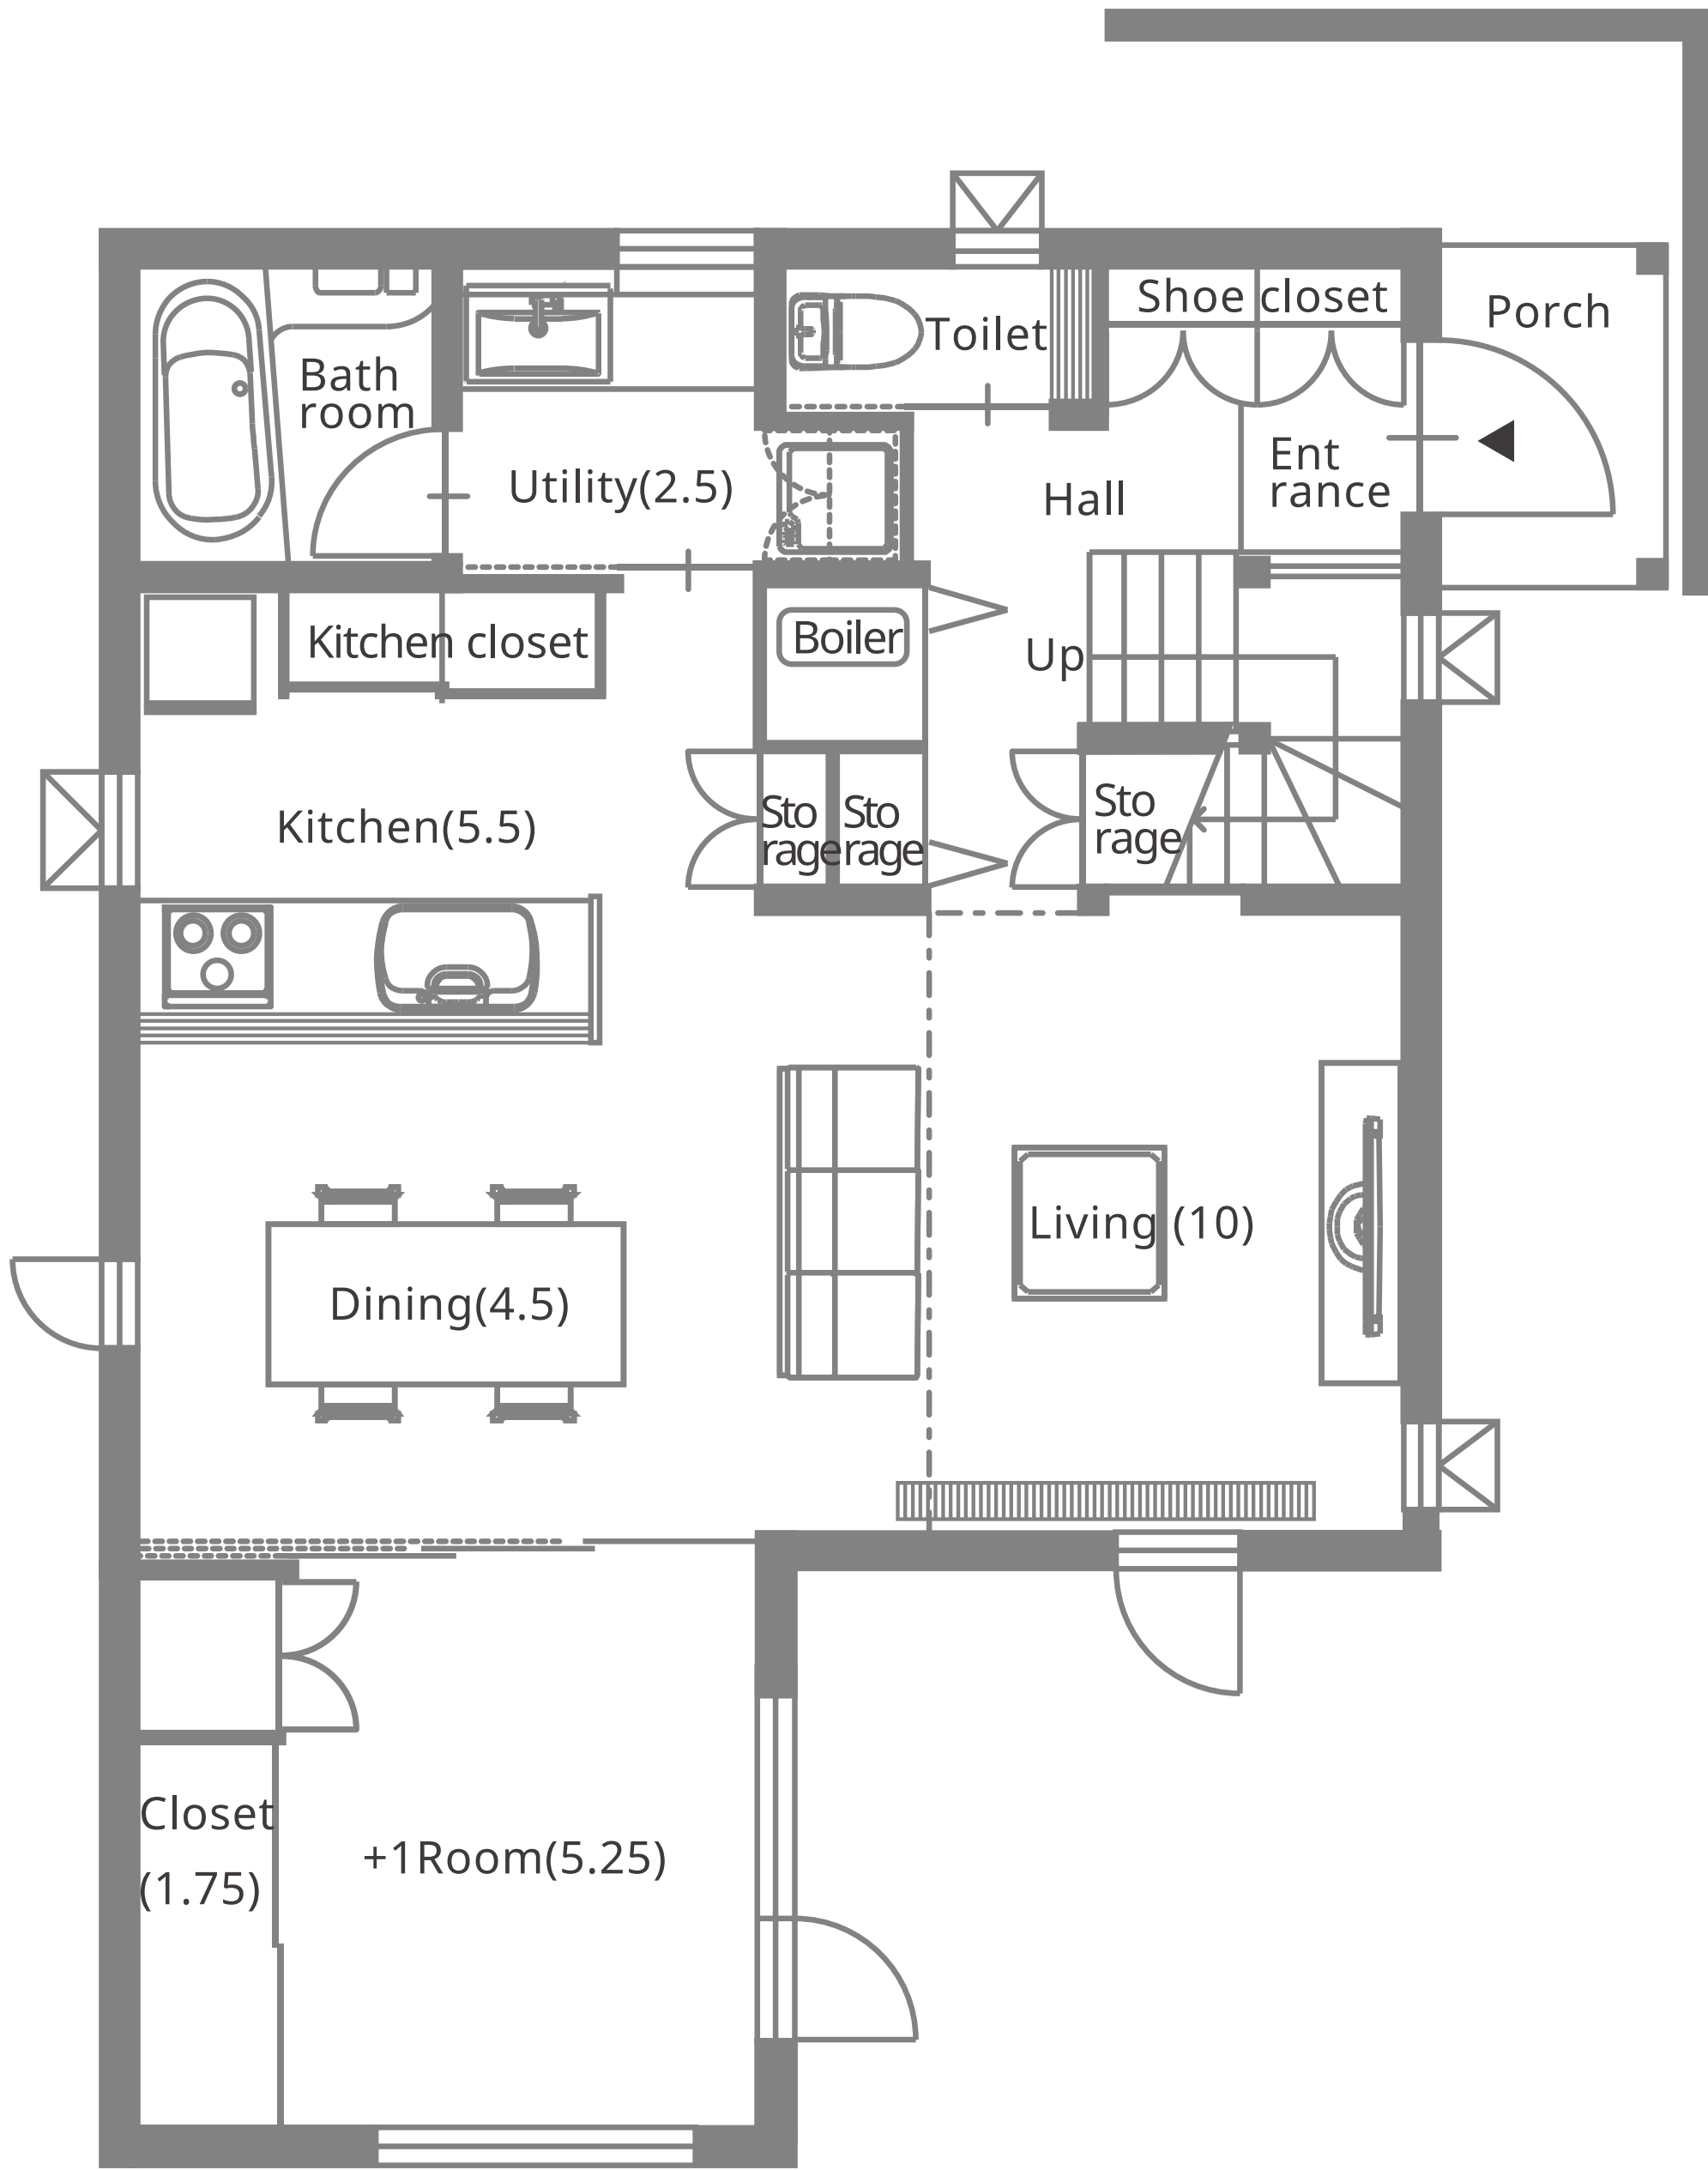 Shoe closet
Porch
Toilet
Bath
room
Ent
rance
Utility(2.5)
Hall
Kitchen closet
Boiler
Up
Kitchen(5.5)
Sto
rage
Sto
rage
Sto
rage
Living (10)
Dining(4.5)
Closet
(1.75)
+1Room(5.25)